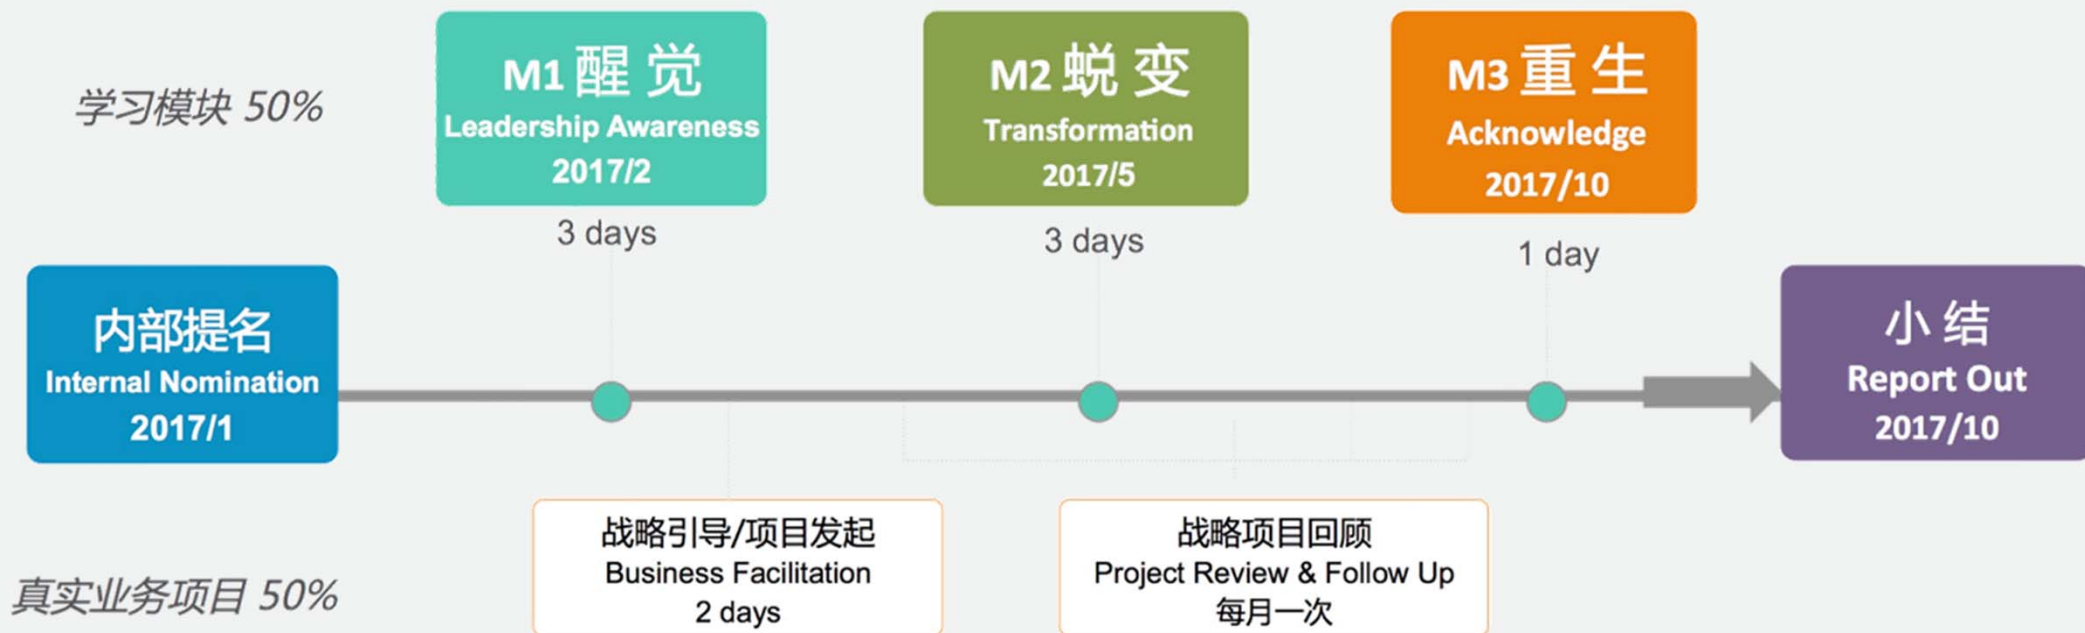 学习模块 50%
M1 醒 觉
Leadership Awareness
2017/2
3 days
M2 蜕 变
Transformation
2017/5
3 days
M3 重 生
Acknowledge
2017/10
1 day
内部提名
Internal Nomination
2017/1
小 结
Report Out
2017/10
真实业务项目 50%
战略引导/项目发起
Business Facilitation
2 days
战略项目回顾
Project Review & Follow Up
每月一次